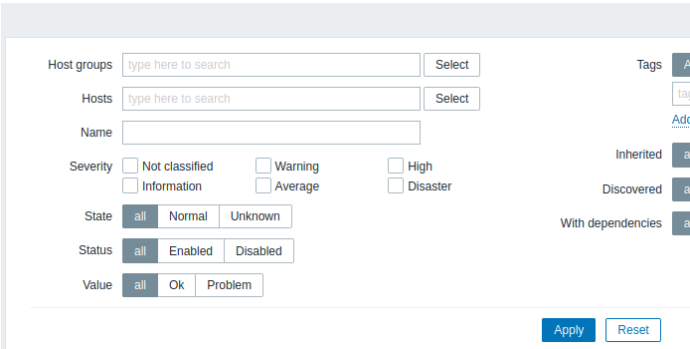 Host groups type here to search Select Tags
Hosts type here to search Select
Name
Severity Not classified Warning High
Information Average Disaster
Inherited
Discovered
State all Normal Unknown
With dependencies
Status all Enabled Disabled
Value all Ok Problem
Apply Reset